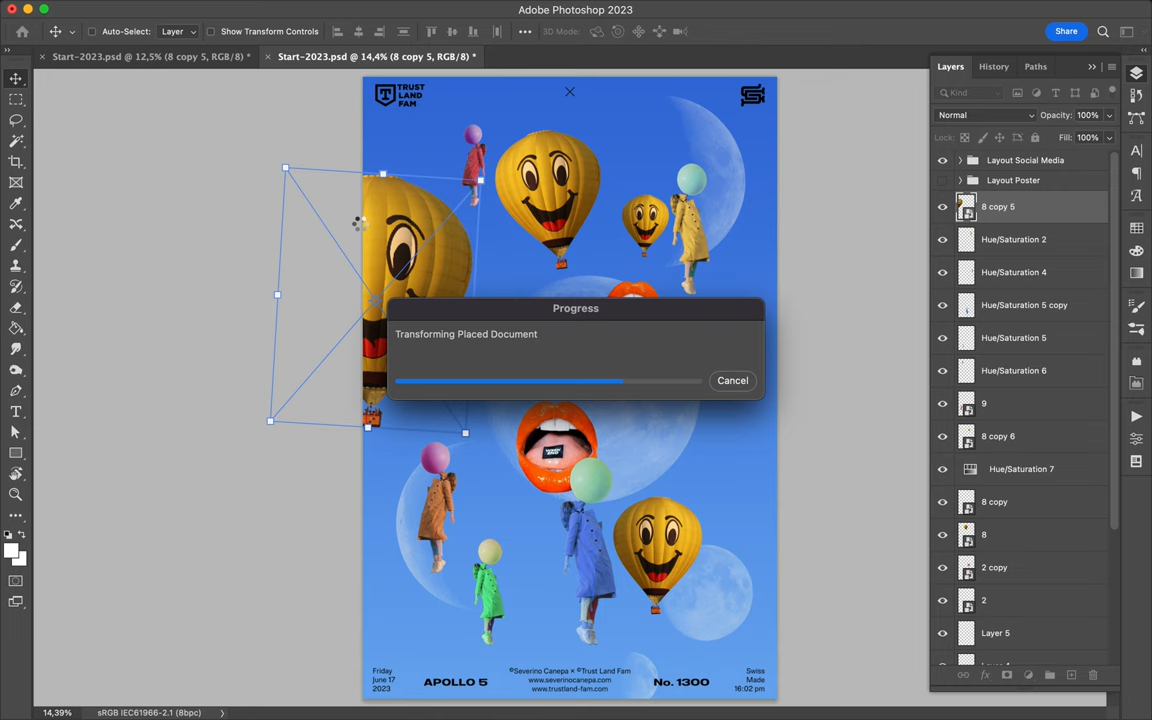 Adobe Photoshop 2023
Auto-Select:
Layer
Show Transform Controls
3D Mode:
Share
Start-2023.psd @ 12,5% (8 copy 5, RGB/8) *
Start-2023.psd @ 14,4% (8 copy 5, RGB/8) *
Layers
History
Paths
Kind
Normal
Opacity:
100%
Lock:
Fill:
100%
Layout Social Media
Layout Poster
8 copy 5
Hue/Saturation 2
Hue/Saturation 4
Hue/Saturation 5 copy
Hue/Saturation 5
Hue/Saturation 6
9
8 copy 6
Hue/Saturation 7
8 copy
8
2 copy
2
Layer 5
TRUST
LAND
FAM
Progress
Transforming Placed Document
Cancel
Friday
June 17
2023
APOLLO 5
©Severino Canepa × ©Trust Land Fam
www.severinocanepa.com
www.trustland-fam.com
No. 1300
Swiss
Made
16:02 pm
14,39%
sRGB IEC61966-2.1 (8bpc)